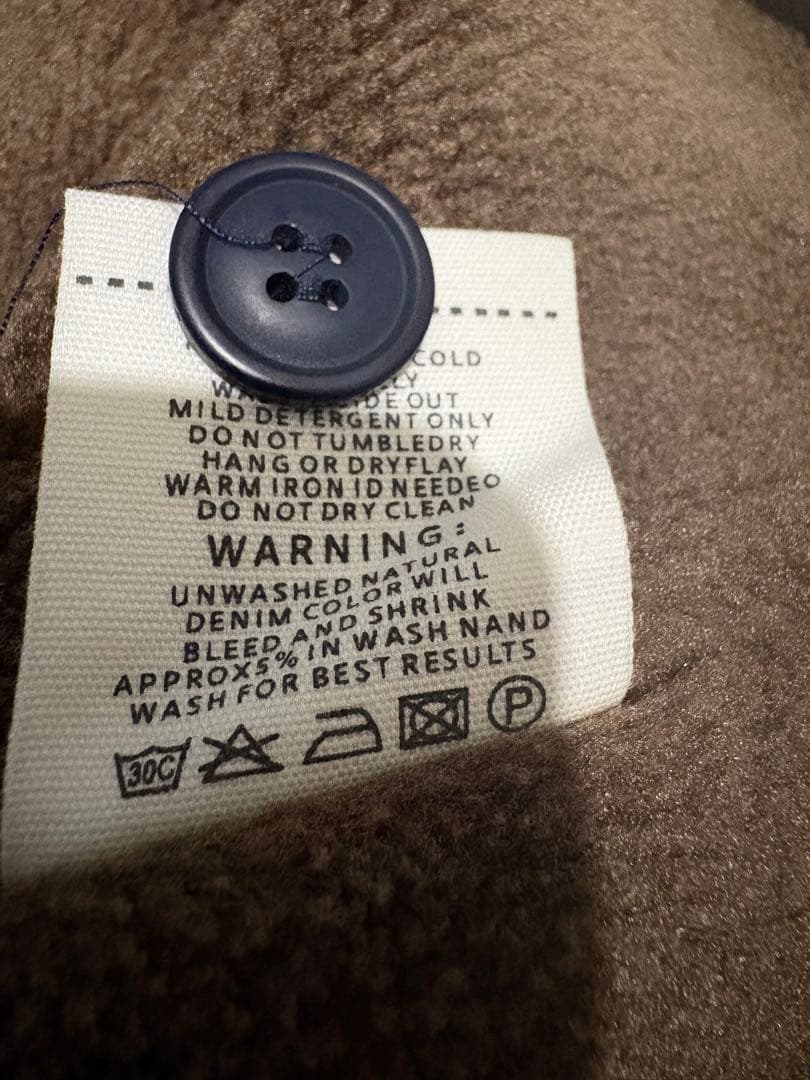 COLD
DE OUT
MILD DETERGENT ONLY
DO NOT TUMBLEDRY
HANG OR DRYFLAY
WARM IRON ID NEEDEO
DO NOT DRY CLEAN
WARNING:
UNWASHED NATURAL
DENIM COLOR WILL
BLEED AND SHRINK
APPROX5% IN WASH NAND
WASH FOR BEST RESULTS
30C P